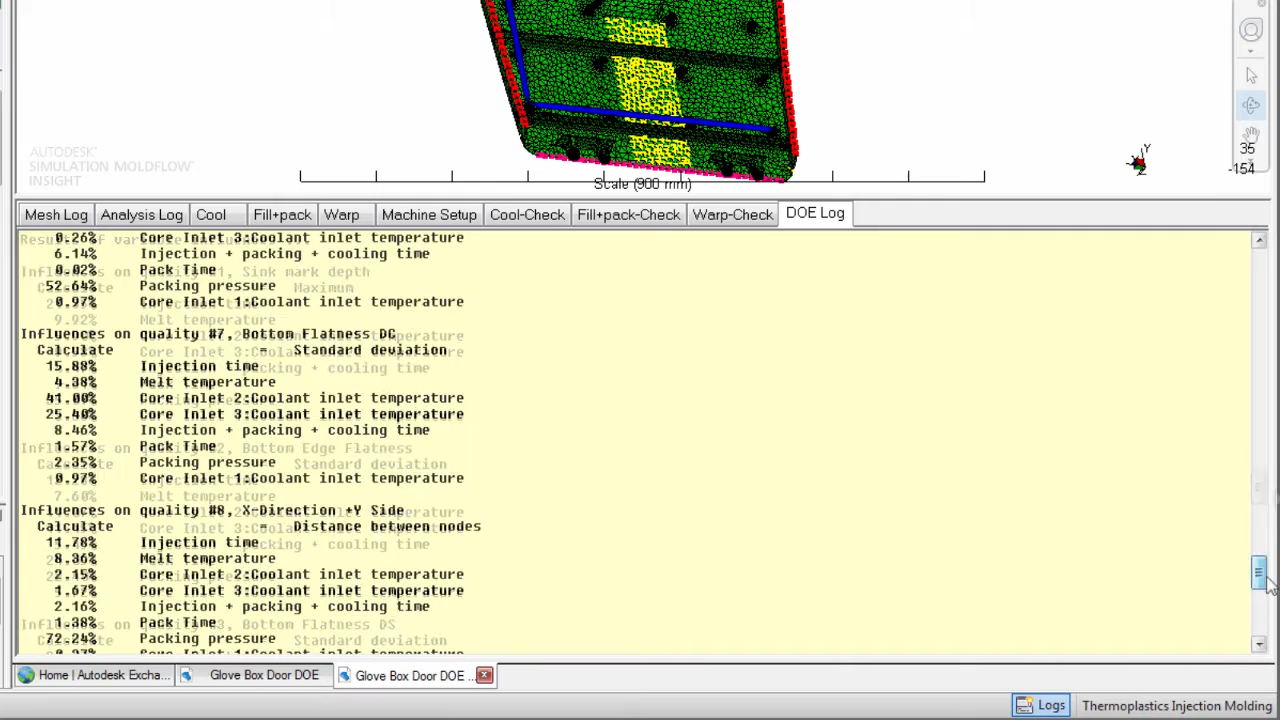 Y
35
Z
-154
AUTODESK
SIMULATION MOLDFLOW
INSIGHT
Scale (900 mm)
Mesh Log Analysis Log Cool Fill+pack Warp Machine Setup Cool-Check Fill+pack-Check Warp-Check DOE Log
0.26% Core Inlet 3:Coolant inlet temperature
6.14% Injection + packing + cooling time
0.02% Pack Time
52.64% Packing pressure
0.97% Core Inlet 1:Coolant inlet temperature
Influences on quality #7, Bottom Flatness DC
Calculate = Standard deviation
15.88% Injection time
4.38% Melt temperature
41.00% Core Inlet 2:Coolant inlet temperature
25.40% Core Inlet 3:Coolant inlet temperature
8.46% Injection + packing + cooling time
1.57% Pack Time
2.35% Packing pressure
0.97% Core Inlet 1:Coolant inlet temperature
Influences on quality #8, X-Direction +Y Side
Calculate = Distance between nodes
11.78% Injection time
8.36% Melt temperature
2.15% Core Inlet 2:Coolant inlet temperature
1.67% Core Inlet 3:Coolant inlet temperature
2.16% Injection + packing + cooling time
1.38% Pack Time
72.24% Packing pressure
Home | Autodesk Excha... Glove Box Door DOE Glove Box Door DOE ...
Logs Thermoplastics Injection Molding